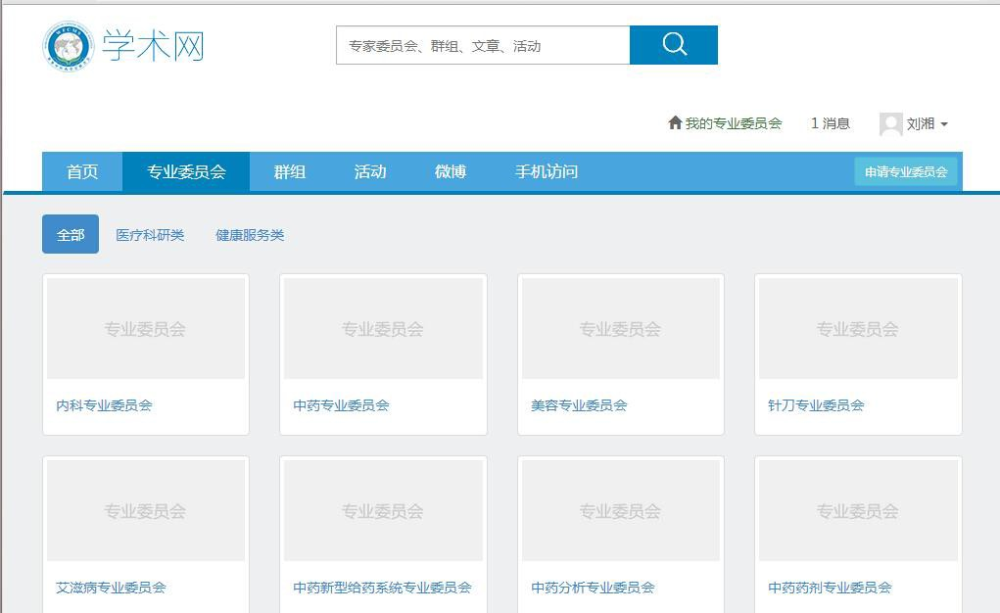 学术网
专家委员会、群组、文章、活动
我的专业委员会 1 消息 刘湘
首页 专业委员会 群组 活动 微博 手机访问 申请专业委员会
全部 医疗科研类 健康服务类
专业委员会 专业委员会 专业委员会 专业委员会
内科专业委员会 中药专业委员会 美容专业委员会 针刀专业委员会
专业委员会 专业委员会 专业委员会 专业委员会
艾滋病专业委员会 中药新型给药系统专业委员会 中药分析专业委员会 中药药剂专业委员会